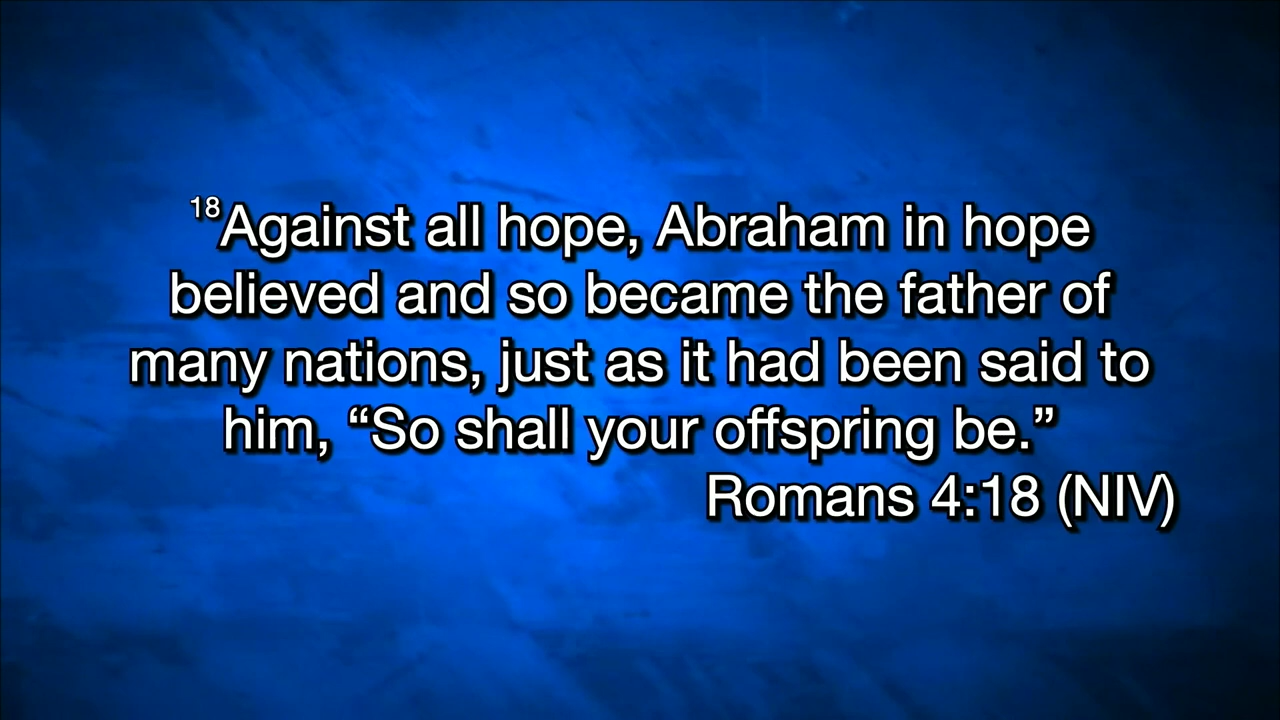 18Against all hope, Abraham in hope
believed and so became the father of
many nations, just as it had been said to
him, “So shall your offspring be.”
Romans 4:18 (NIV)